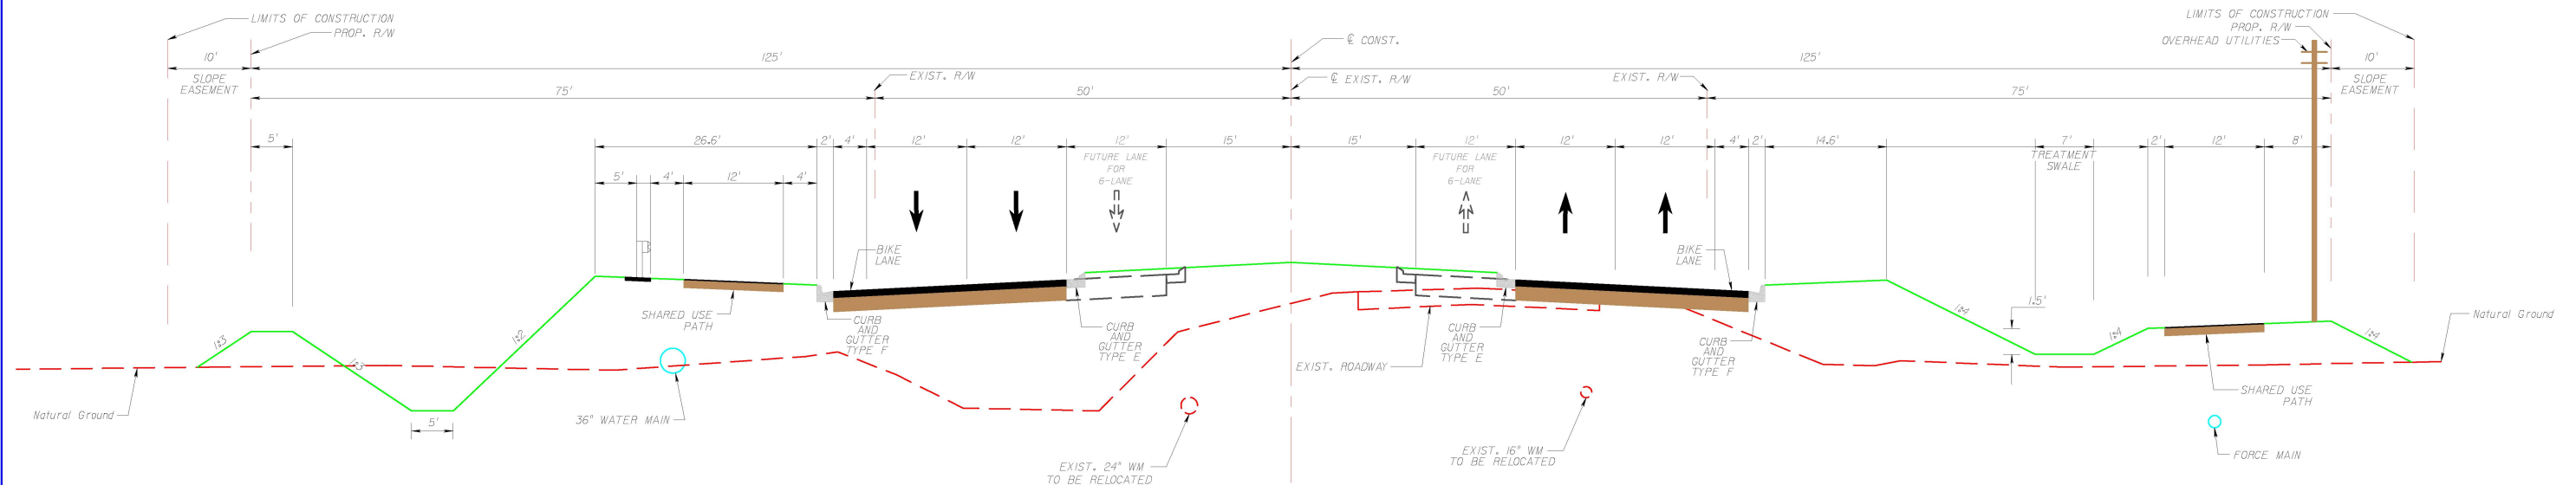 LIMITS OF CONSTRUCTION
PROP. R/W
℄ CONST.
LIMITS OF CONSTRUCTION
PROP. R/W
OVERHEAD UTILITIES
10'
125'
125'
10'
SLOPE
EASEMENT
EXIST. R/W
℄ EXIST. R/W
EXIST. R/W
SLOPE
EASEMENT
75'
50'
50'
75'
5'
26.6'
2'
4'
12'
12'
12'
15'
15'
12'
12'
12'
4'
2'
14.6'
7'
2'
12'
8'
FUTURE LANE
FOR
6-LANE
FUTURE LANE
FOR
6-LANE
TREATMENT
SWALE
5'
4'
12'
4'
BIKE
LANE
BIKE
LANE
1:3
1:3
1:2
SHARED USE
PATH
CURB
AND
GUTTER
TYPE F
CURB
AND
GUTTER
TYPE E
CURB
AND
GUTTER
TYPE E
CURB
AND
GUTTER
TYPE F
1:4
1.5'
1:4
1:4
Natural Ground
EXIST. ROADWAY
Natural Ground
5'
36" WATER MAIN
SHARED USE
PATH
EXIST. 24" WM
TO BE RELOCATED
EXIST. 16" WM
TO BE RELOCATED
FORCE MAIN